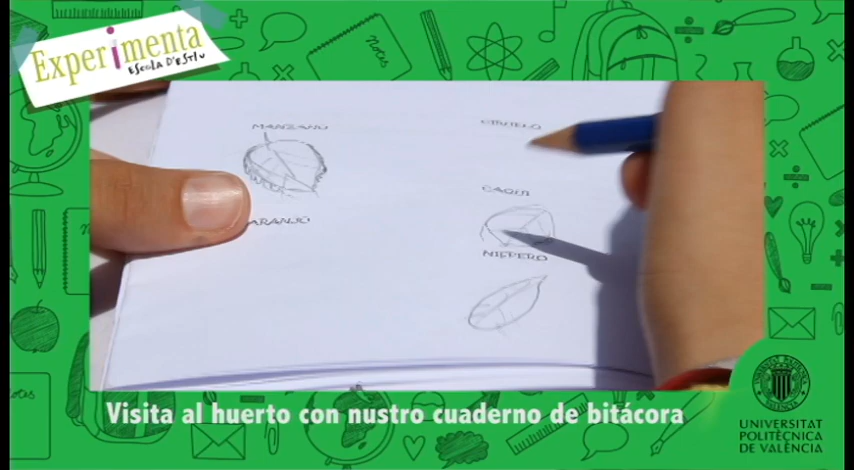 Experimenta
ESCOLA D'ESTIU
Notes
MANZANO
CIRUELO
CAQUI
ARANJO
NISPERO
Visita al huerto con nustro cuaderno de bitácora
UNIVERSITAT
POLITÈCNICA
DE VALÈNCIA